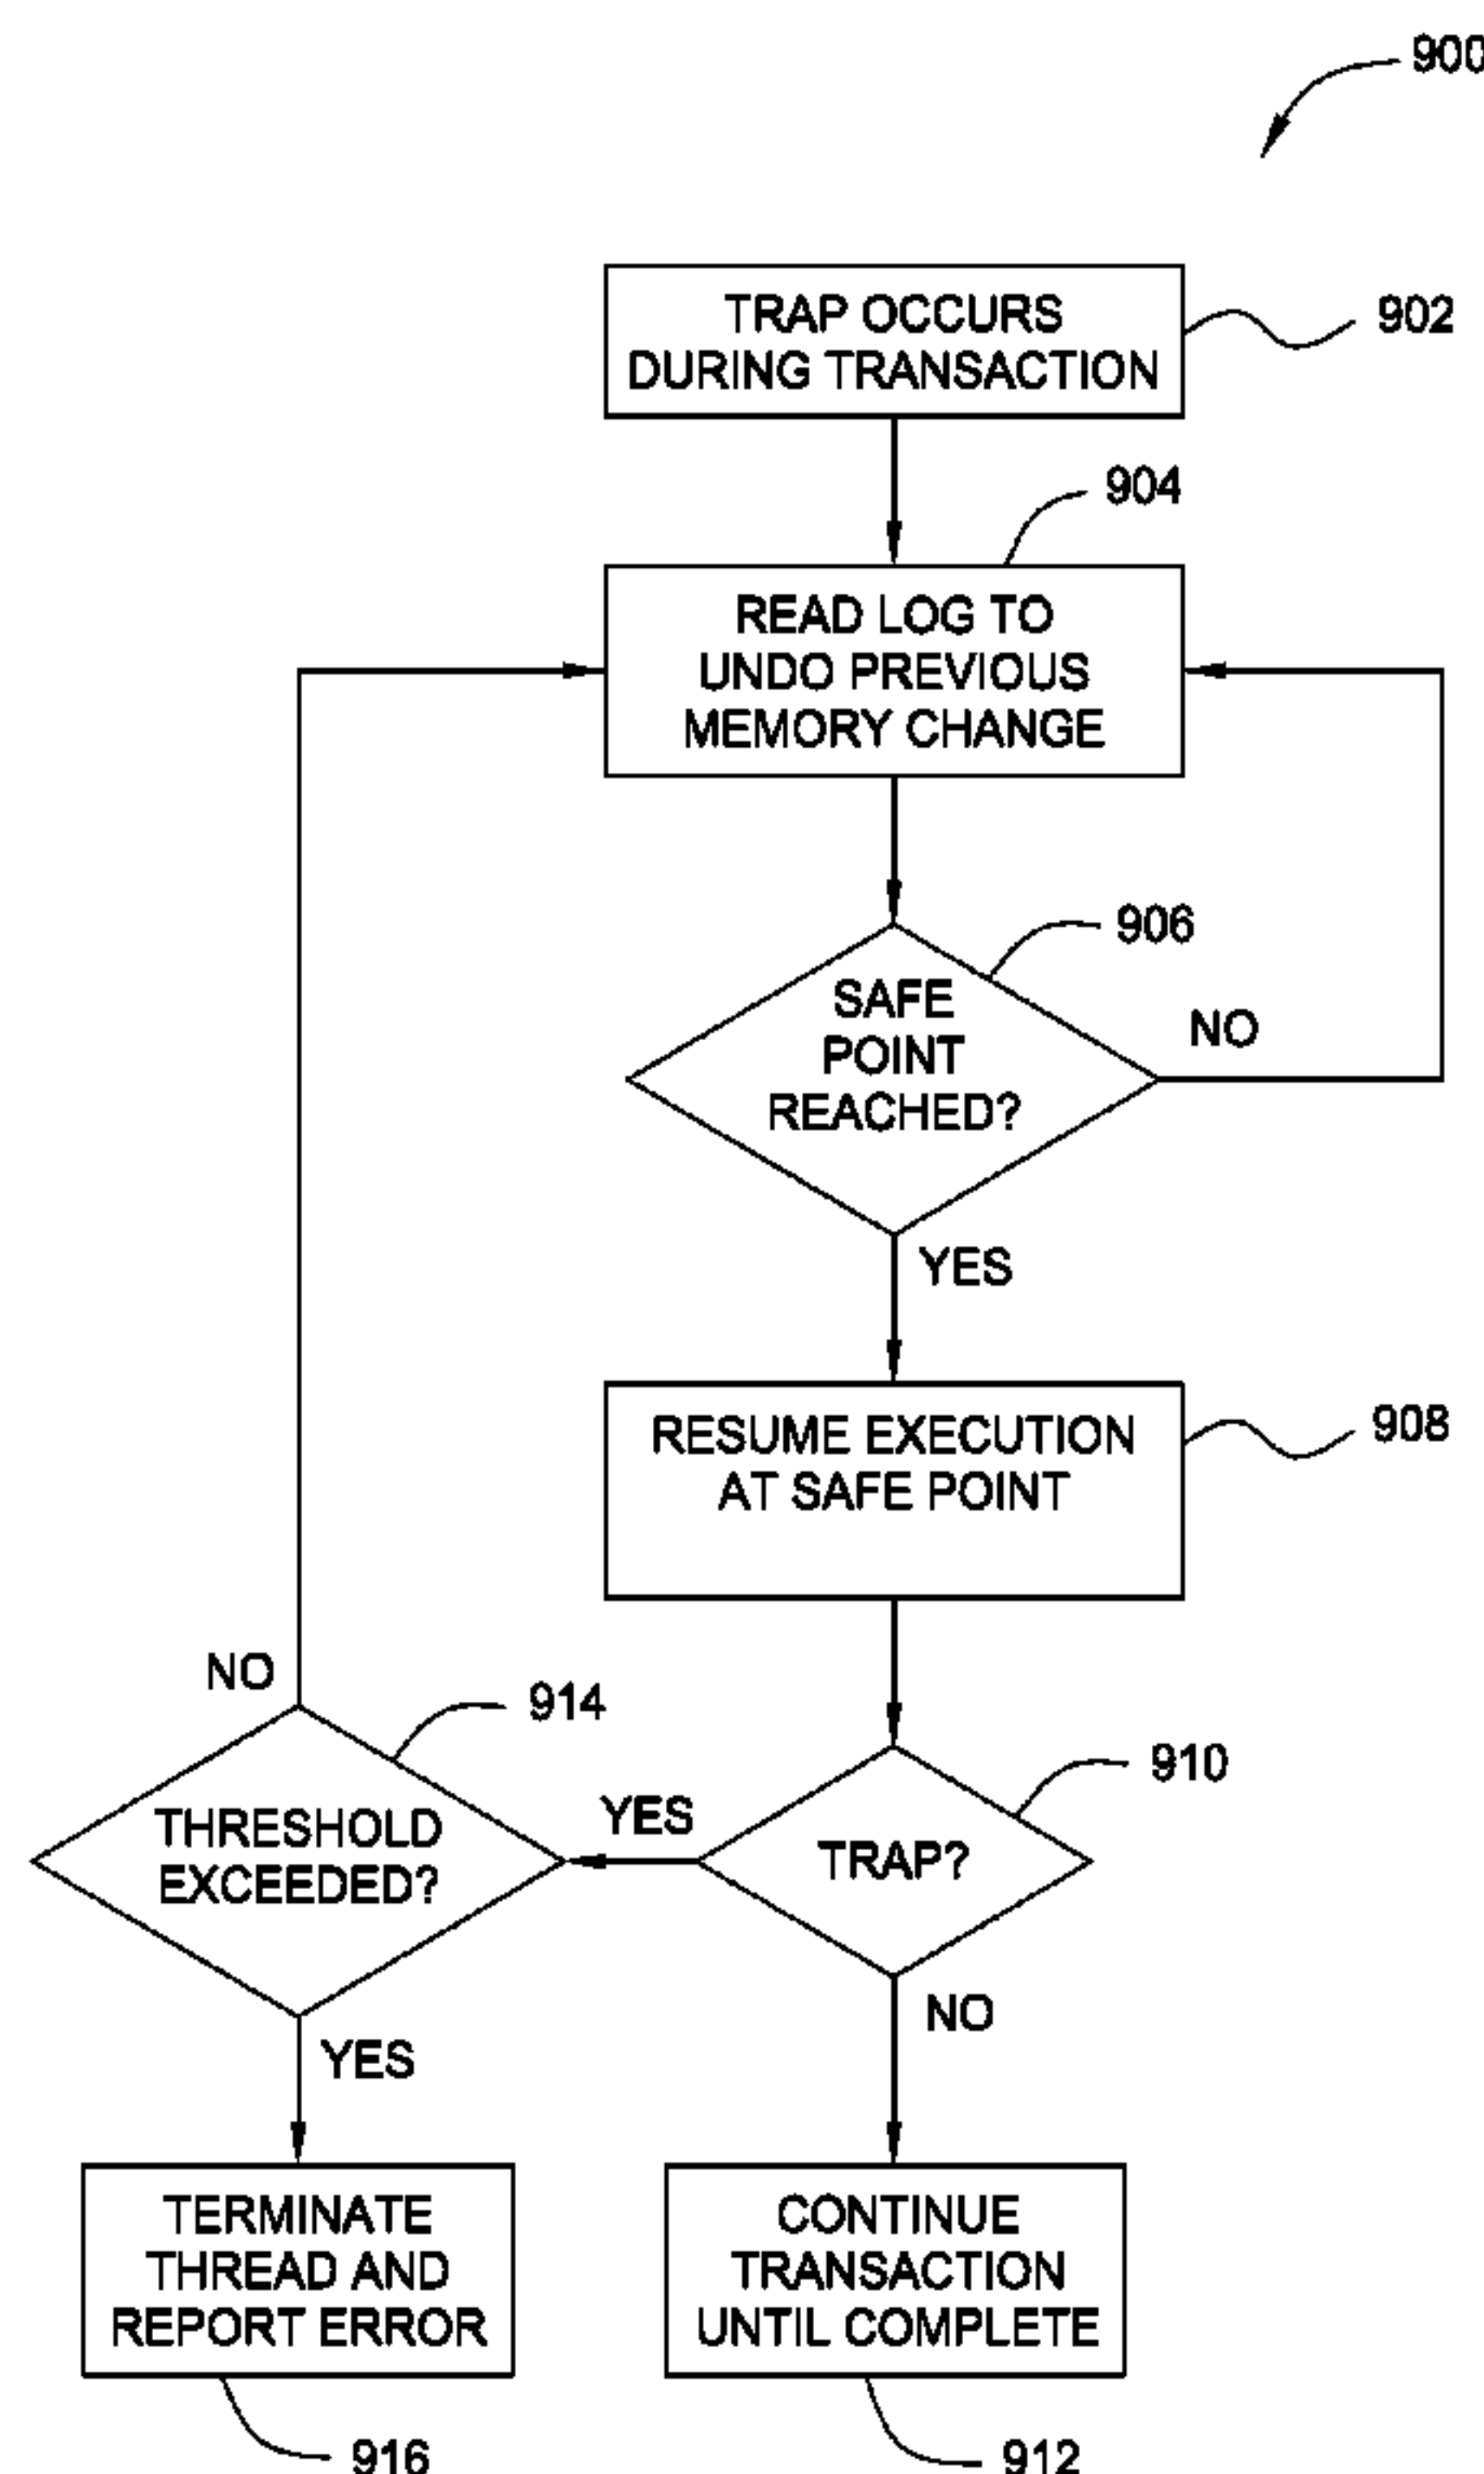 900
TRAP OCCURS
DURING TRANSACTION
902
904
READ LOG TO
UNDO PREVIOUS
MEMORY CHANGE
906
SAFE
POINT
REACHED?
NO
YES
RESUME EXECUTION
AT SAFE POINT
908
NO
914
910
THRESHOLD
EXCEEDED?
YES
TRAP?
NO
YES
TERMINATE
THREAD AND
REPORT ERROR
CONTINUE
TRANSACTION
UNTIL COMPLETE
916
912